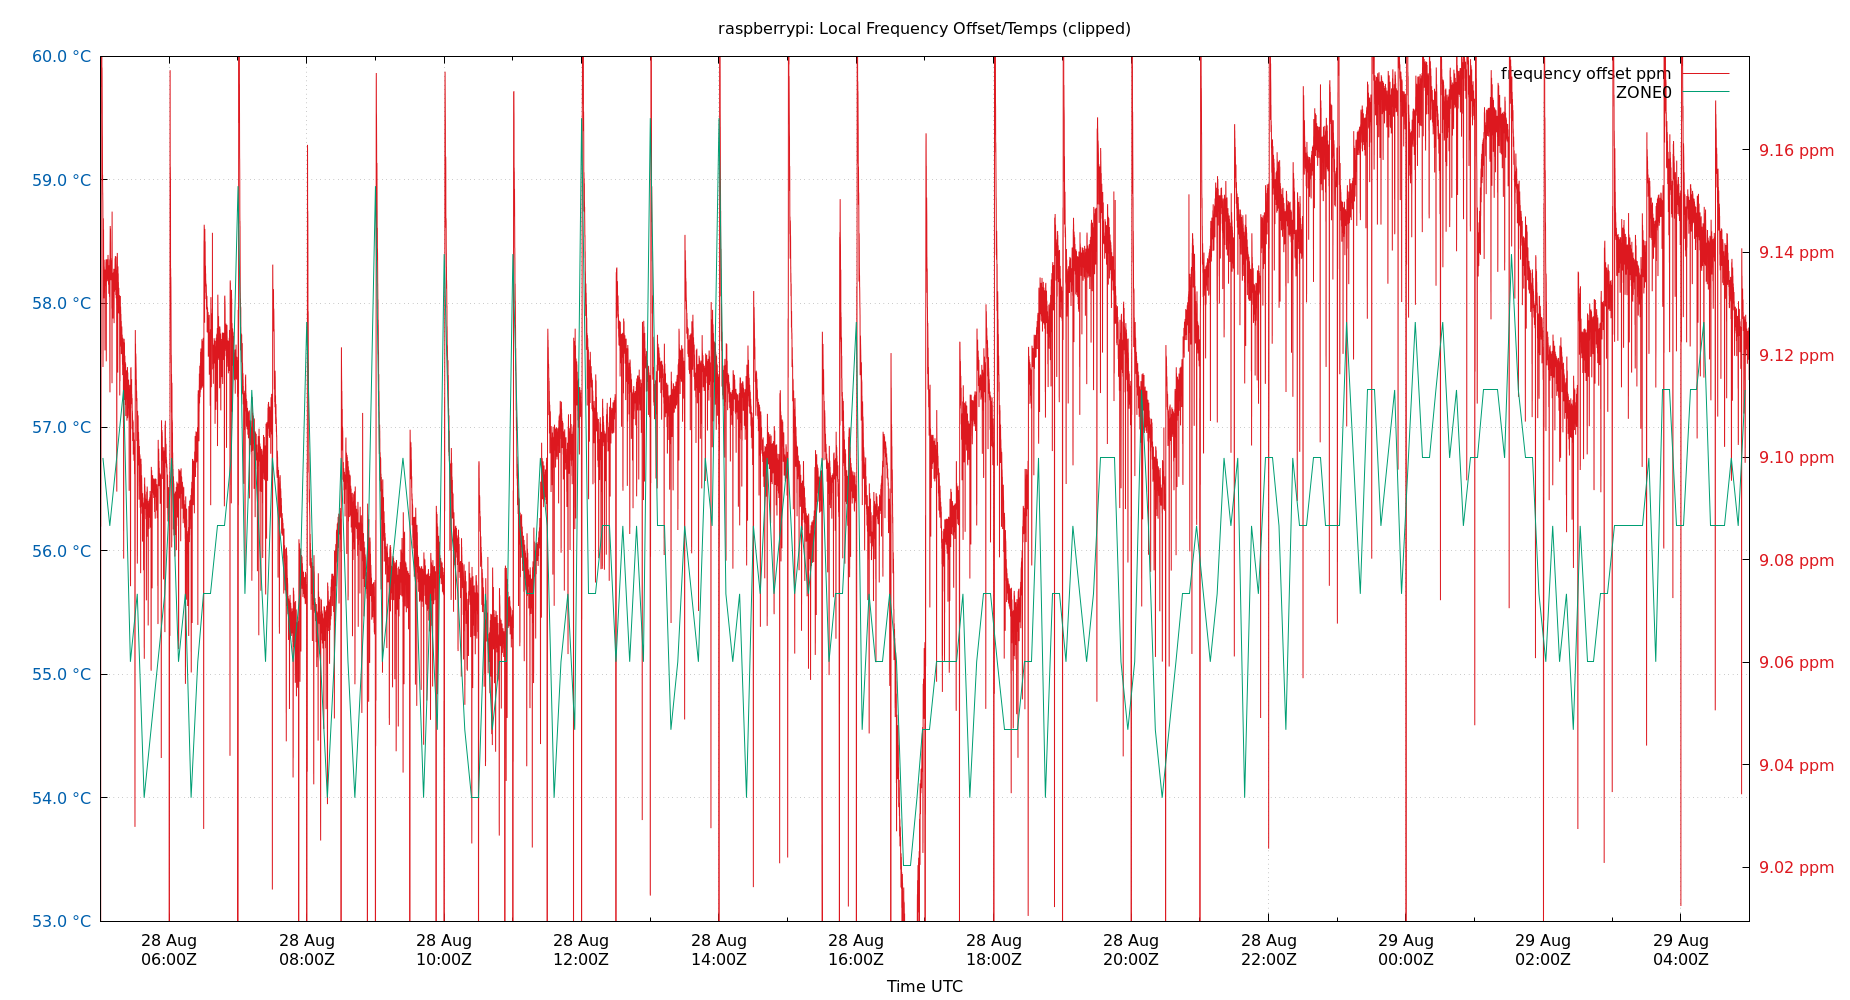 raspberrypi: Local Frequency Offset/Temps (clipped)
60.0 °C
59.0 °C
58.0 °C
57.0 °C
56.0 °C
55.0 °C
54.0 °C
53.0 °C
frequency offset ppm
ZONE0
9.16 ppm
9.14 ppm
9.12 ppm
9.10 ppm
9.08 ppm
9.06 ppm
9.04 ppm
9.02 ppm
28 Aug 28 Aug 28 Aug 28 Aug 28 Aug 28 Aug 28 Aug 28 Aug 28 Aug 29 Aug 29 Aug 29 Aug
06:00Z 08:00Z 10:00Z 12:00Z 14:00Z 16:00Z 18:00Z 20:00Z 22:00Z 00:00Z 02:00Z 04:00Z
Time UTC